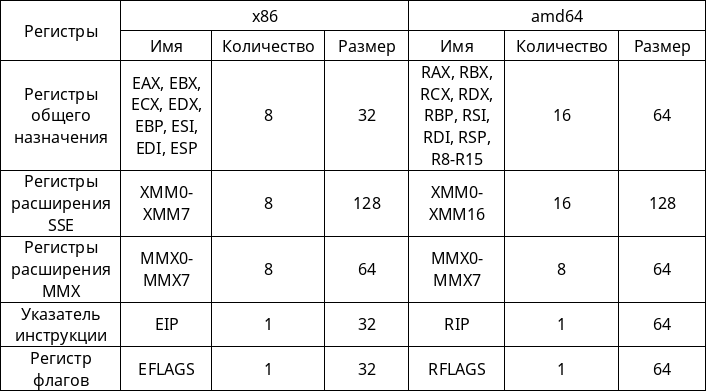 Регистры
x86
amd64
Имя
Количество
Размер
Имя
Количество
Размер
Регистры
общего
назначения
EAX, EBX,
ECX, EDX,
EBP, ESI,
EDI, ESP
8
32
RAX, RBX,
RCX, RDX,
RBP, RSI,
RDI, RSP,
R8-R15
16
64
Регистры
расширения
SSE
XMM0-
XMM7
8
128
XMM0-
XMM16
16
128
Регистры
расширения
MMX
MMX0-
MMX7
8
64
MMX0-
MMX7
8
64
Указатель
инструкции
EIP
1
32
RIP
1
64
Регистр
флагов
EFLAGS
1
32
RFLAGS
1
64